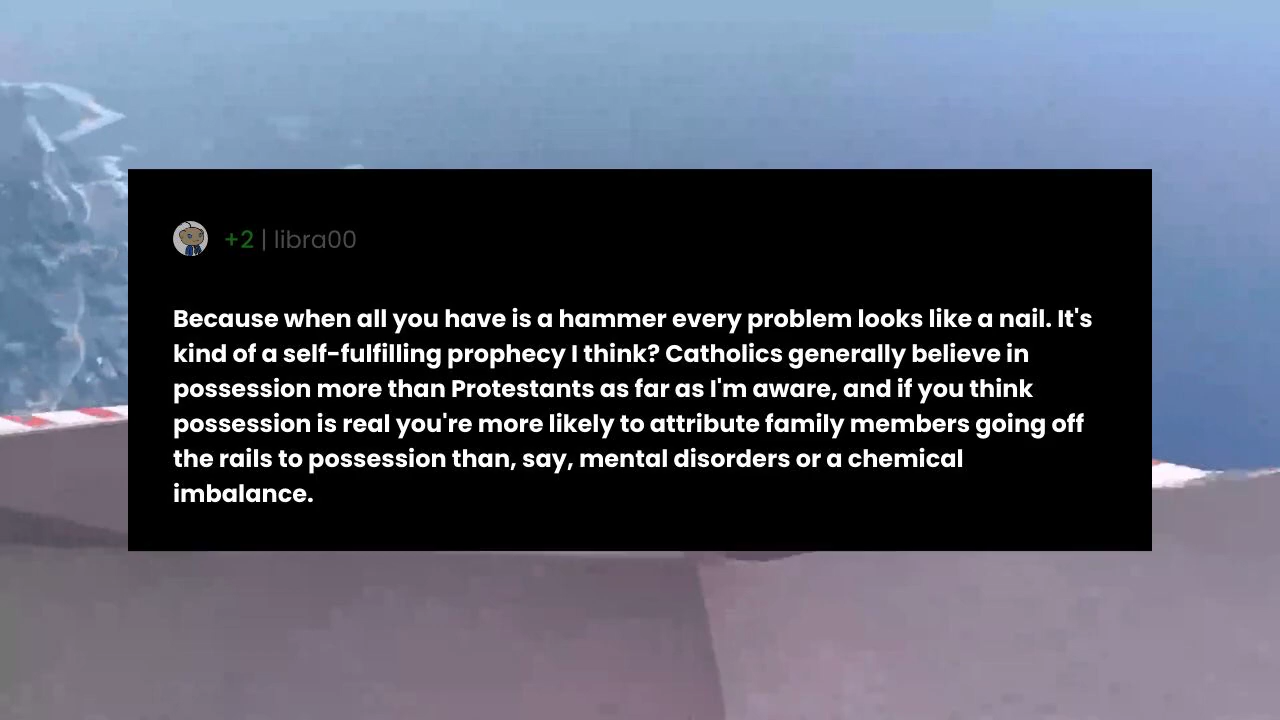 +2 | libra00
Because when all you have is a hammer every problem looks like a nail. It's
kind of a self-fulfilling prophecy I think? Catholics generally believe in
possession more than Protestants as far as I'm aware, and if you think
possession is real you're more likely to attribute family members going off
the rails to possession than, say, mental disorders or a chemical
imbalance.